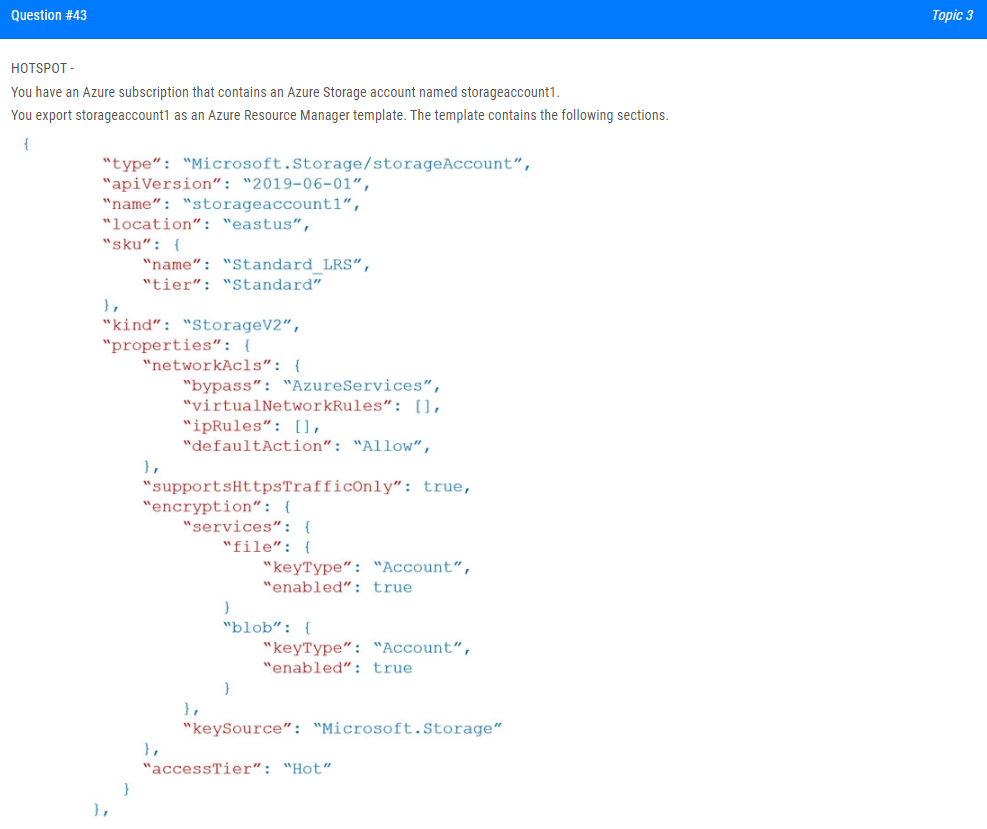 Question #43
Topic 3
HOTSPOT -
You have an Azure subscription that contains an Azure Storage account named storageaccount1.
You export storageaccount1 as an Azure Resource Manager template. The template contains the following sections.
{
"type": "Microsoft.Storage/storageAccount",
"apiVersion": "2019-06-01",
"name": "storageaccount1",
"location": "eastus",
"sku": {
"name": "Standard_LRS",
"tier": "Standard"
},
"kind": "StorageV2",
"properties": {
"networkAcls": {
"bypass": "AzureServices",
"virtualNetworkRules": [],
"ipRules": [],
"defaultAction": "Allow",
},
"supportsHttpsTrafficOnly": true,
"encryption": {
"services": {
"file": {
"keyType": "Account",
"enabled": true
}
"blob": {
"keyType": "Account",
"enabled": true
}
},
"keySource": "Microsoft.Storage"
},
"accessTier": "Hot"
}
},